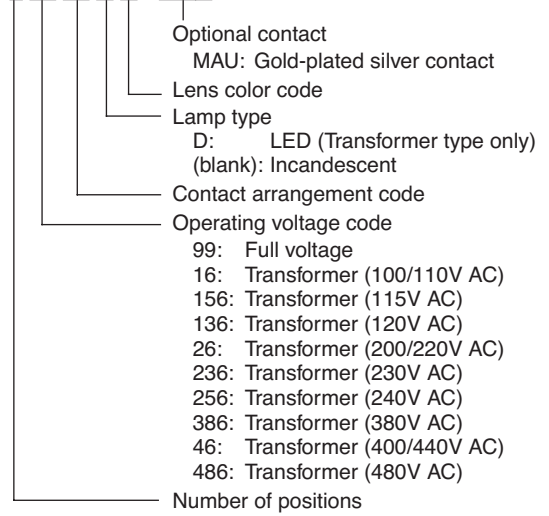 Optional contact
MAU: Gold-plated silver contact
Lens color code
Lamp type
D: LED (Transformer type only)
(blank): Incandescent
Contact arrangement code
Operating voltage code
99: Full voltage
16: Transformer (100/110V AC)
156: Transformer (115V AC)
136: Transformer (120V AC)
26: Transformer (200/220V AC)
236: Transformer (230V AC)
256: Transformer (240V AC)
386: Transformer (380V AC)
46: Transformer (400/440V AC)
486: Transformer (480V AC)
Number of positions